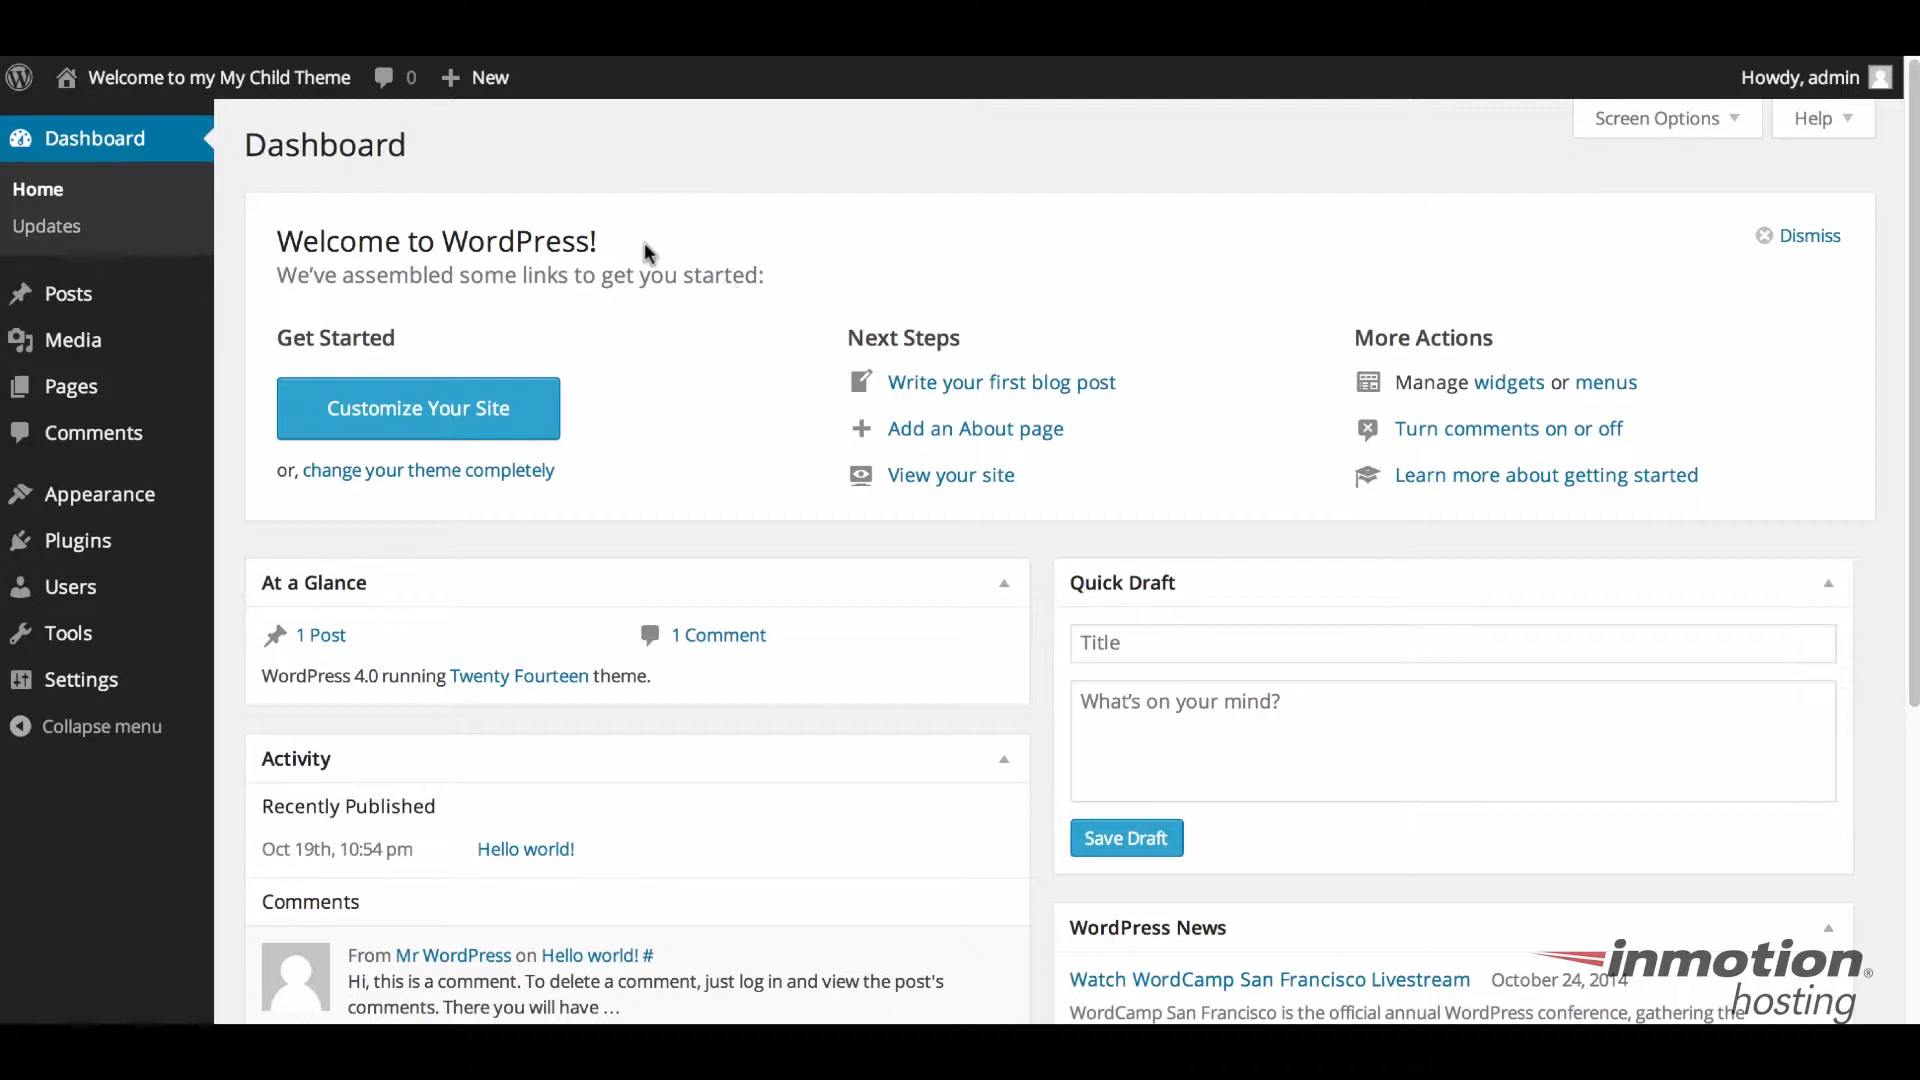 Welcome to my My Child Theme 0 New Howdy, admin
Screen Options Help
Dashboard
Home
Updates
Posts
Media
Pages
Comments
Appearance
Plugins
Users
Tools
Settings
Collapse menu
Dashboard
Welcome to WordPress!
Dismiss
We've assembled some links to get you started:
Get Started
Customize Your Site
or, change your theme completely
Next Steps
Write your first blog post
Add an About page
View your site
More Actions
Manage widgets or menus
Turn comments on or off
Learn more about getting started
At a Glance
1 Post 1 Comment
WordPress 4.0 running Twenty Fourteen theme.
Activity
Recently Published
Oct 19th, 10:54 pm Hello world!
Comments
From Mr WordPress on Hello world! #
Hi, this is a comment. To delete a comment, just log in and view the post's
comments. There you will have …
Quick Draft
Title
What's on your mind?
Save Draft
WordPress News
Watch WordCamp San Francisco Livestream October 24, 2014
WordCamp San Francisco is the official annual WordPress conference, gathering the
inmotion®
hosting